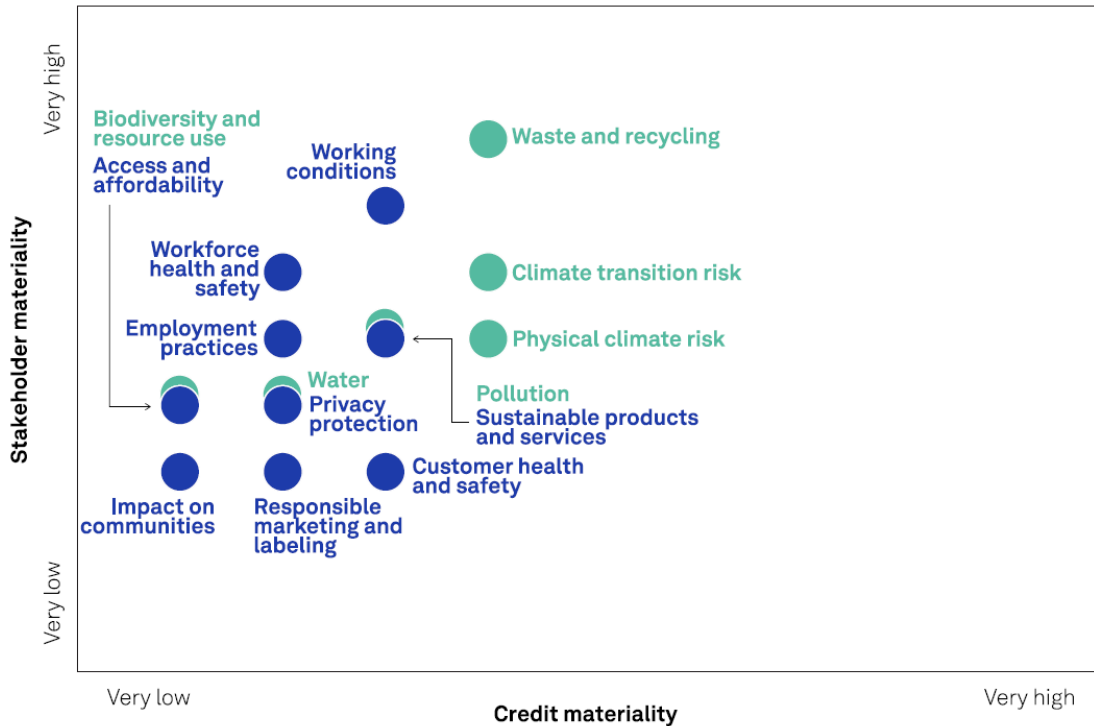 Very high
Stakeholder materiality
Very low
Biodiversity and
resource use
Access and
affordability
Working
conditions
Waste and recycling
Workforce
health and
safety
Climate transition risk
Employment
practices
Physical climate risk
Water
Privacy
protection
Pollution
Sustainable products
and services
Customer health
and safety
Impact on
communities
Responsible
marketing and
labeling
Very low
Credit materiality
Very high